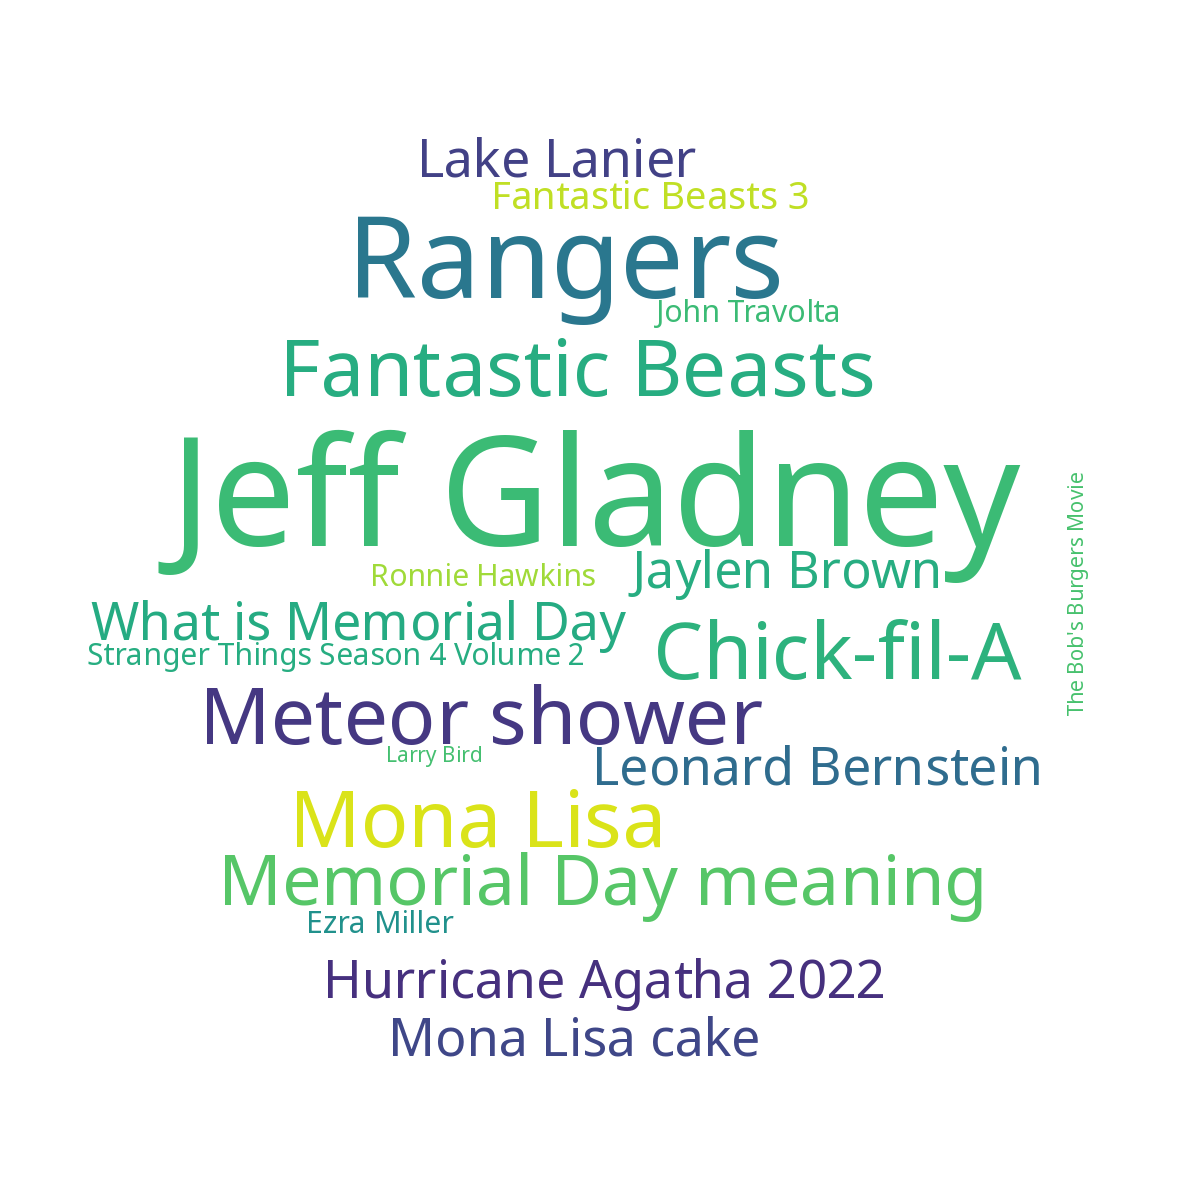 Lake Lanier
Fantastic Beasts 3
Rangers
John Travolta
Fantastic Beasts
Jeff Gladney
The Bob's Burgers Movie
Jaylen Brown
Ronnie Hawkins
What is Memorial Day
Chick-fil-A
Stranger Things Season 4 Volume 2
Meteor shower
Larry Bird
Leonard Bernstein
Mona Lisa
Memorial Day meaning
Ezra Miller
Hurricane Agatha 2022
Mona Lisa cake